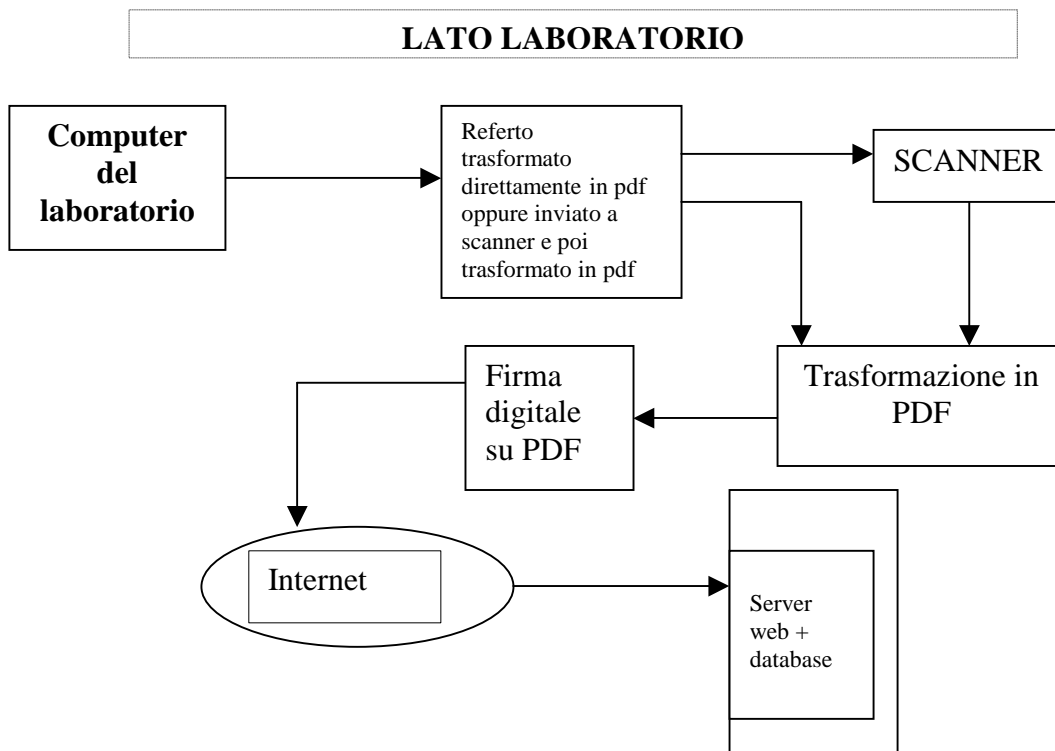 LATO LABORATORIO
Computer
del
laboratorio
Referto
trasformato
direttamente in pdf
oppure inviato a
scanner e poi
trasformato in pdf
SCANNER
Trasformazione in
PDF
Firma
digitale
su PDF
Internet
Server
web +
database